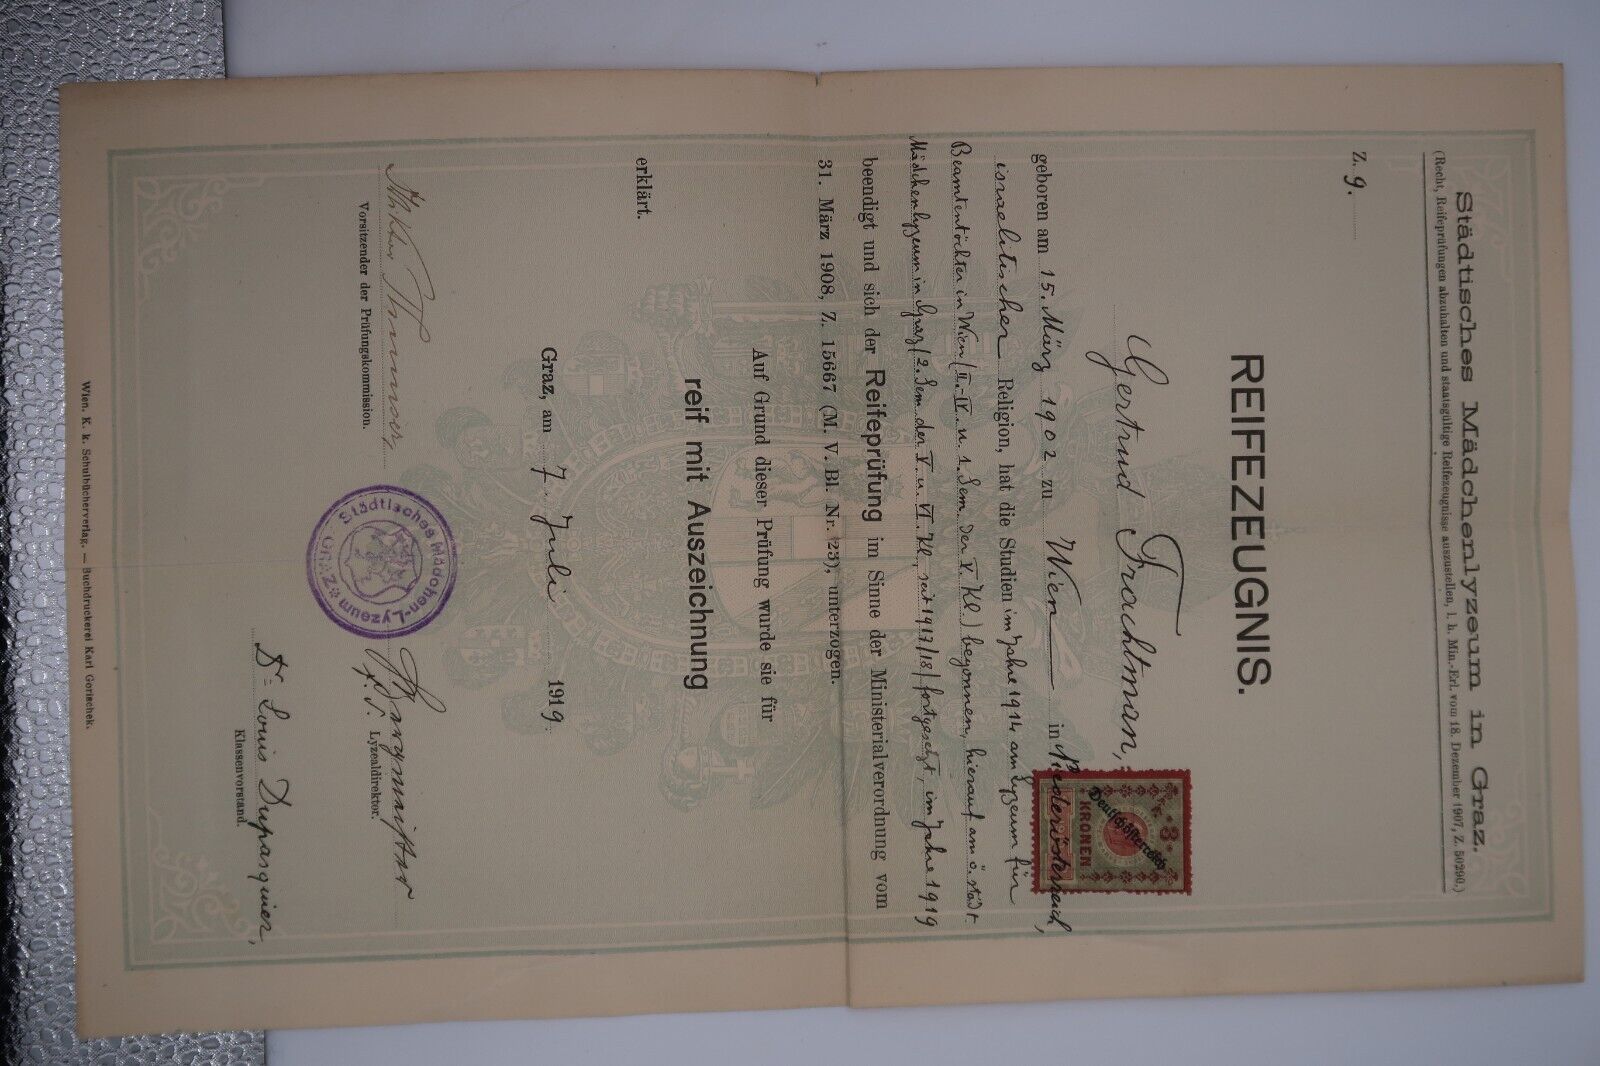 Städtisches Mädchenlyzeum in Graz.
(Recht, Reifeprüfungen abzuhalten und staatsgültige Reifezeugnisse auszustellen, l. h. Min.-Erl. vom 18. Dezember 1907, Z. 50290.)
Z. 9.
REIFEZEUGNIS.
Gertrud Trachtman,
3
KRONEN
Deutschösterreich
geboren am 15. März 1902 zu Wien in Niederösterreich,
israelitischer Religion, hat die Studien im Jahre 1914 am Lyzeum für
Beamtentöchter in Wien (II.-IV. u. 1. Sem. der V. Kl.) begonnen, hierauf am ö. städt.
Mädchenlyzeum in Graz (2. Sem. der V. u. VI. Kl., seit 1917/18) fortgesetzt, im Jahre 1919
beendigt und sich der Reifeprüfung im Sinne der Ministerialverordnung vom
31. März 1908, Z. 15667 (M. V. Bl. Nr. 23), unterzogen.
Auf Grund dieser Prüfung wurde sie für
reif mit Auszeichnung
erklärt.
Graz, am 7. Juli 1919.
Vorsitzender der Prüfungskommission.
Städtisches Mädchen-Lyzeum
GRAZ
Lyzealdirektor.
Dr. Louis Dupasquier,
Klassenvorstand.
Wien. K. k. Schulbücherverlag. — Buchdruckerei Karl Gorischek.